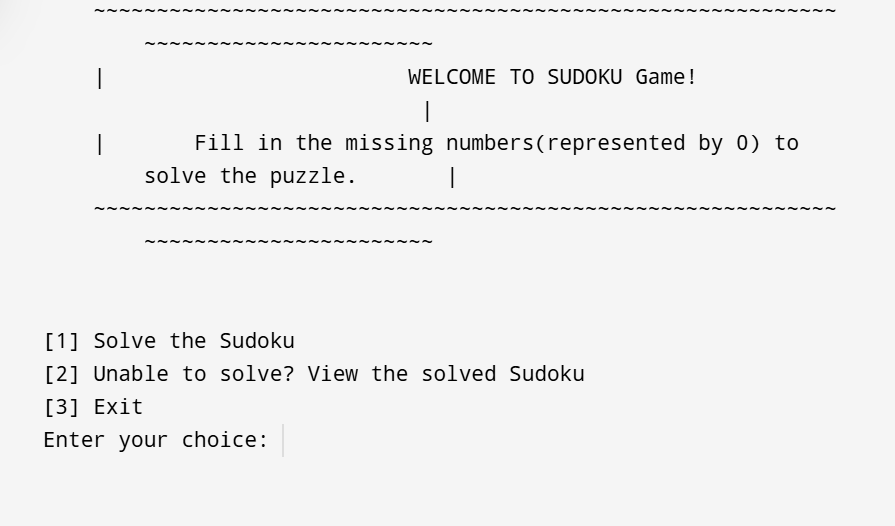 ~~~~~~~~~~~~~~~~~~~~~~~~~~~~~~~~~~~~~~~~~~~~~~~~~~~~~~~~~~~
~~~~~~~~~~~~~~~~~~~~~~~
| WELCOME TO SUDOKU Game!
|
| Fill in the missing numbers(represented by 0) to
solve the puzzle. |
~~~~~~~~~~~~~~~~~~~~~~~~~~~~~~~~~~~~~~~~~~~~~~~~~~~~~~~~~~~
~~~~~~~~~~~~~~~~~~~~~~~
[1] Solve the Sudoku
[2] Unable to solve? View the solved Sudoku
[3] Exit
Enter your choice: